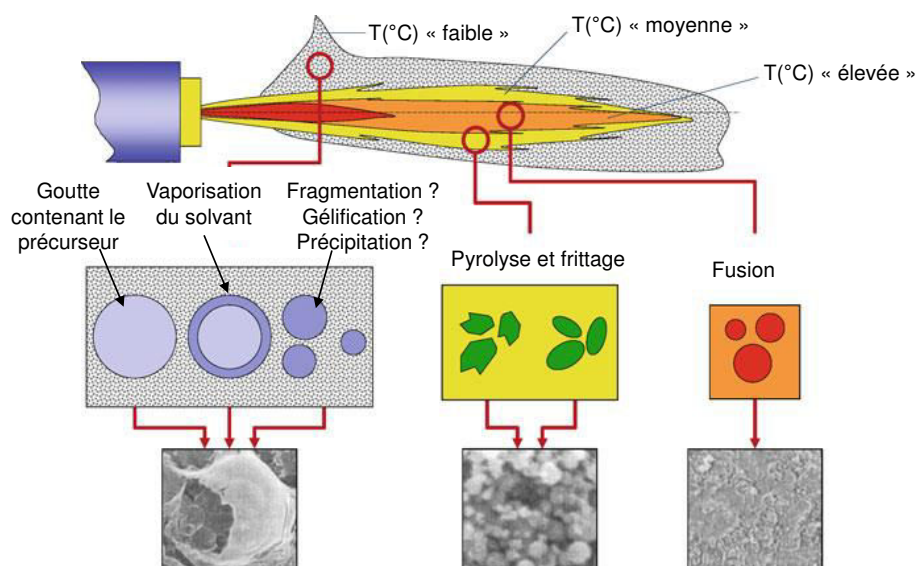 T(°C) « faible »
T(°C) « moyenne »
T(°C) « élevée »
Goutte
contenant le
précurseur
Vaporisation
du solvant
Fragmentation ?
Gélification ?
Précipitation ?
Pyrolyse et frittage
Fusion